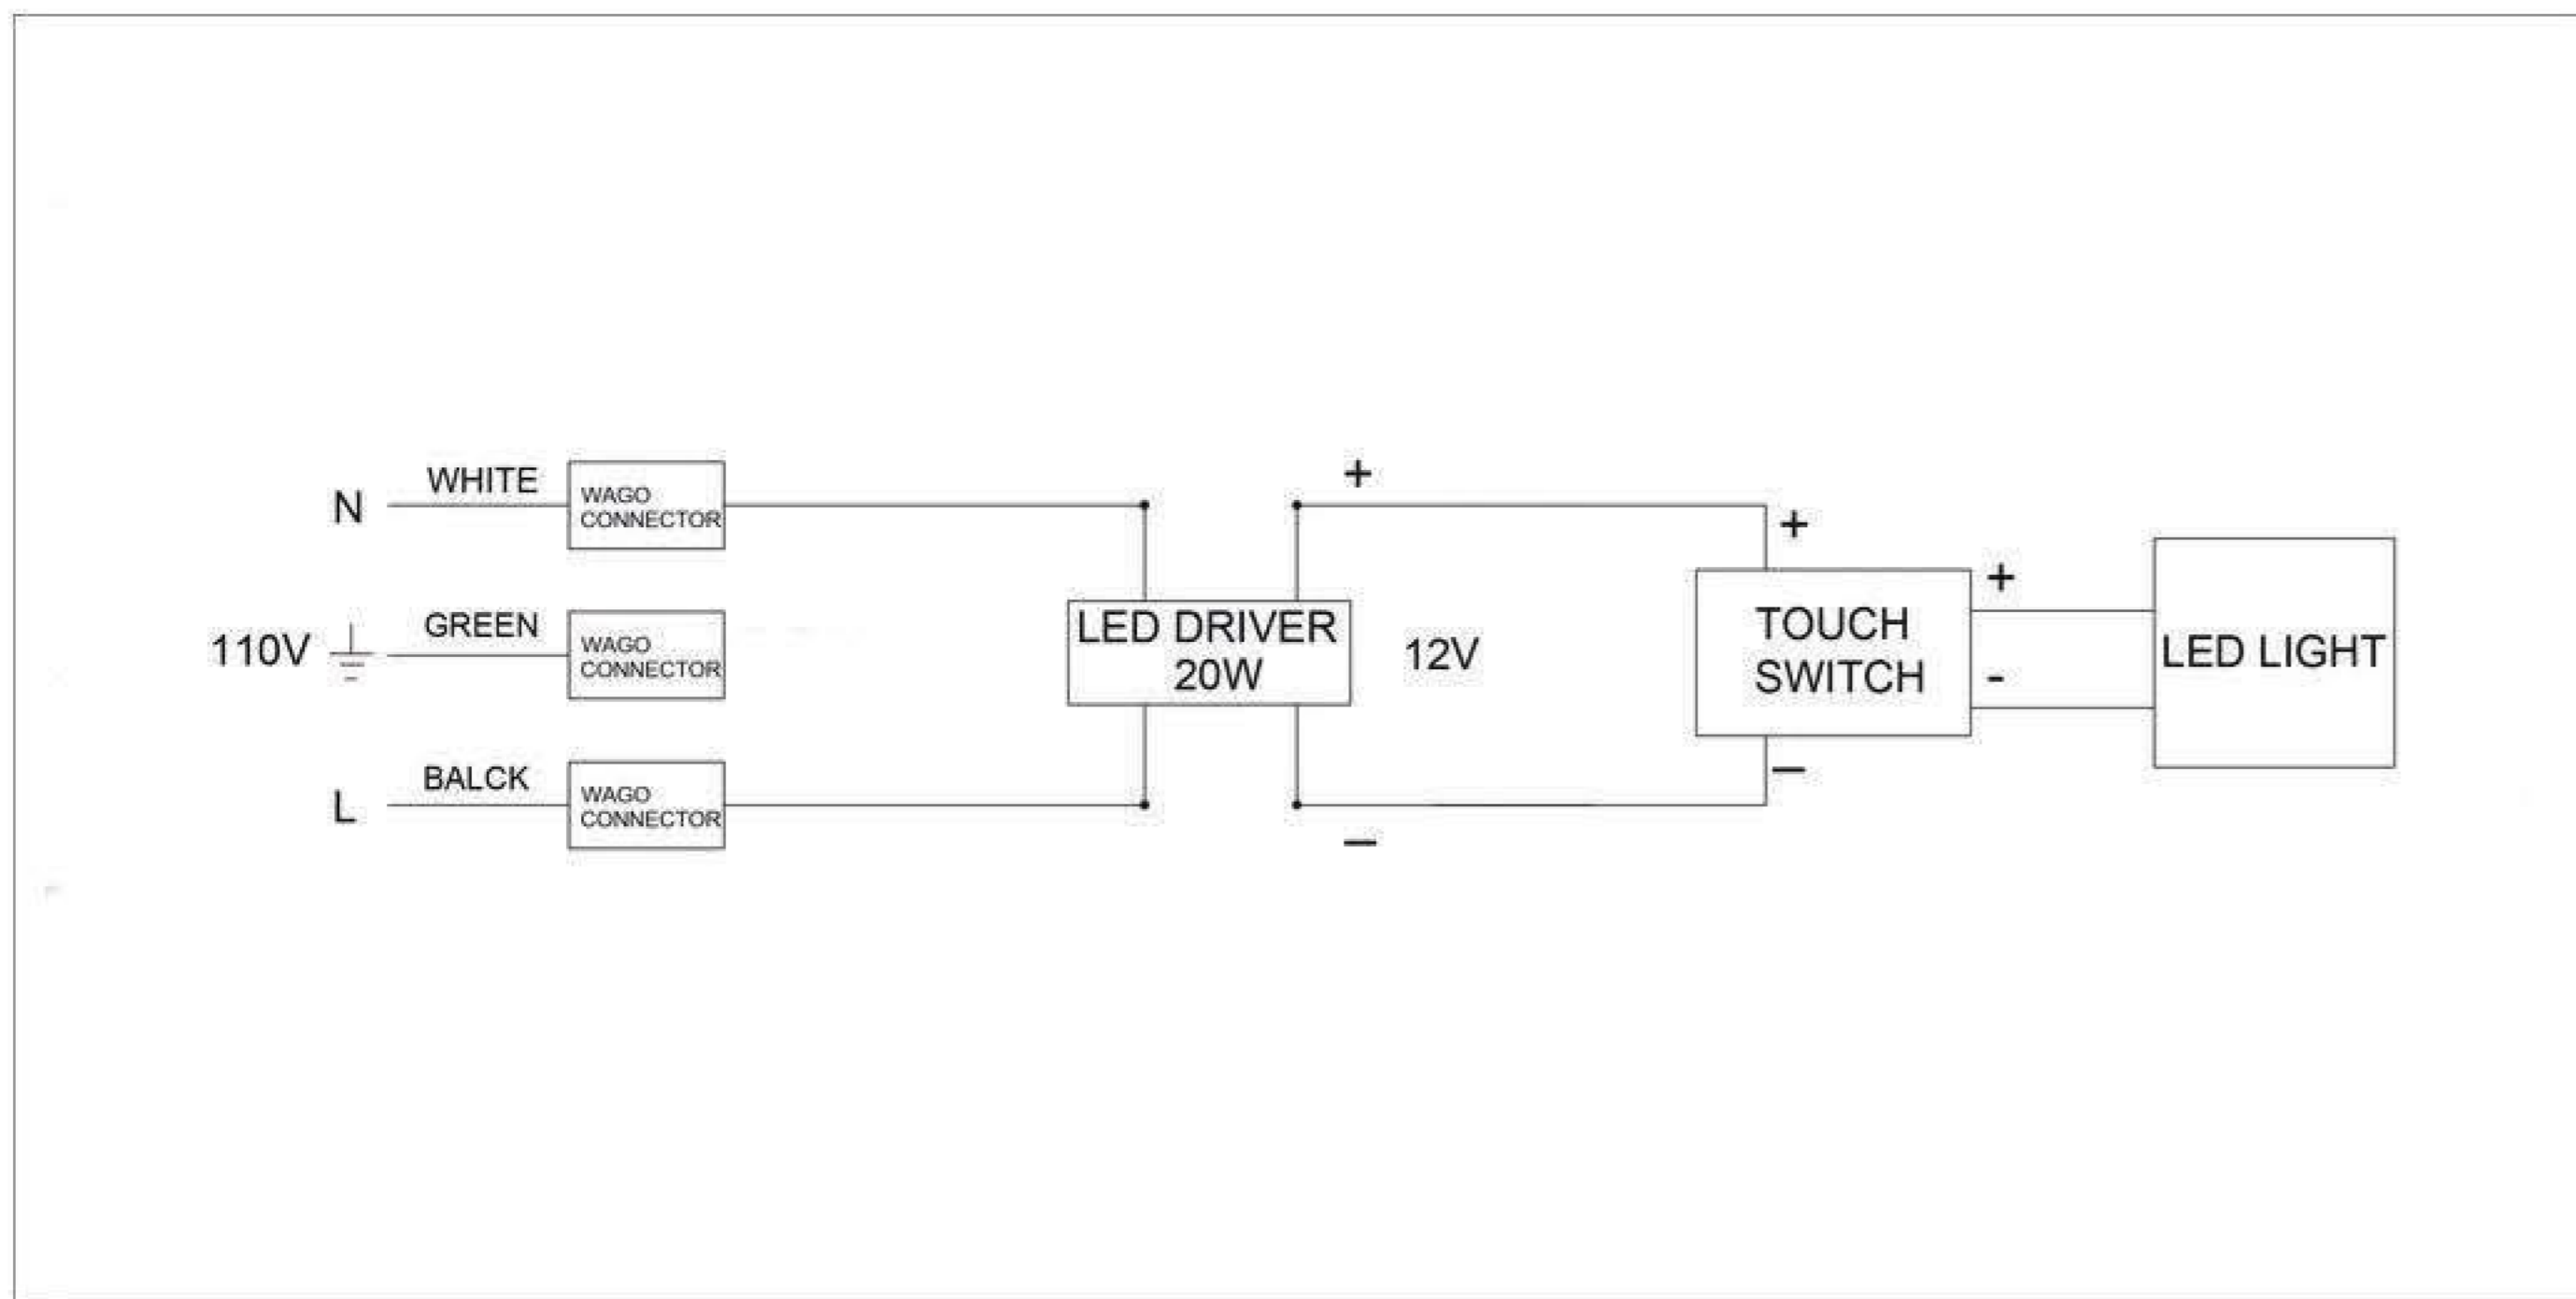 N
WHITE
WAGO
CONNECTOR
+
+
110V
GREEN
WAGO
CONNECTOR
LED DRIVER
20W
12V
TOUCH
SWITCH
+
-
LED LIGHT
L
BALCK
WAGO
CONNECTOR
–
–